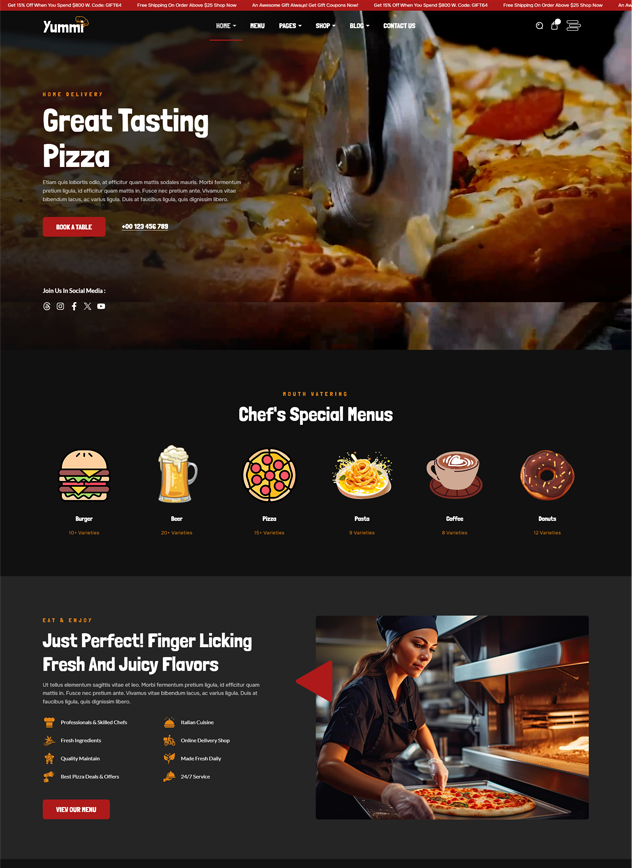 Get 15% Off When You Spend $800 W. Code: GIFT64 Free Shipping On Order Above $25 Shop Now An Awesome Gift Always! Get Gift Coupons Now! Get 15% Off When You Spend $800 W. Code: GIFT64 Free Shipping On Order Above $25 Shop Now
Yummi
HOME MENU PAGES SHOP BLOG CONTACT US
HOME DELIVERY
Great Tasting
Pizza
Etiam quis lobortis odio, at efficitur quam mattis sodales mauris. Morbi fermentum
pretium ligula, id efficitur quam mattis in. Fusce nec pretium ante. Vivamus vitae
bibendum lacus, ac varius ligula. Duis at faucibus ligula, quis dignissim libero.
BOOK A TABLE +00 123 456 789
Join Us In Social Media :
MOUTH WATERING
Chef's Special Menus
Burger Beer Pizza Pasta Coffee Donuts
10+ Varieties 20+ Varieties 15+ Varieties 9 Varieties 8 Varieties 12 Varieties
EAT & ENJOY
Just Perfect! Finger Licking
Fresh And Juicy Flavors
Ut tellus elementum sagittis vitae et leo. Morbi fermentum pretium ligula, id efficitur quam
mattis in. Fusce nec pretium ante. Vivamus vitae bibendum lacus, ac varius ligula. Duis at
faucibus ligula, quis dignissim libero.
Professionals & Skilled Chefs Italian Cuisine
Fresh Ingredients Online Delivery Shop
Quality Maintain Made Fresh Daily
Best Pizza Deals & Offers 24/7 Service
VIEW OUR MENU